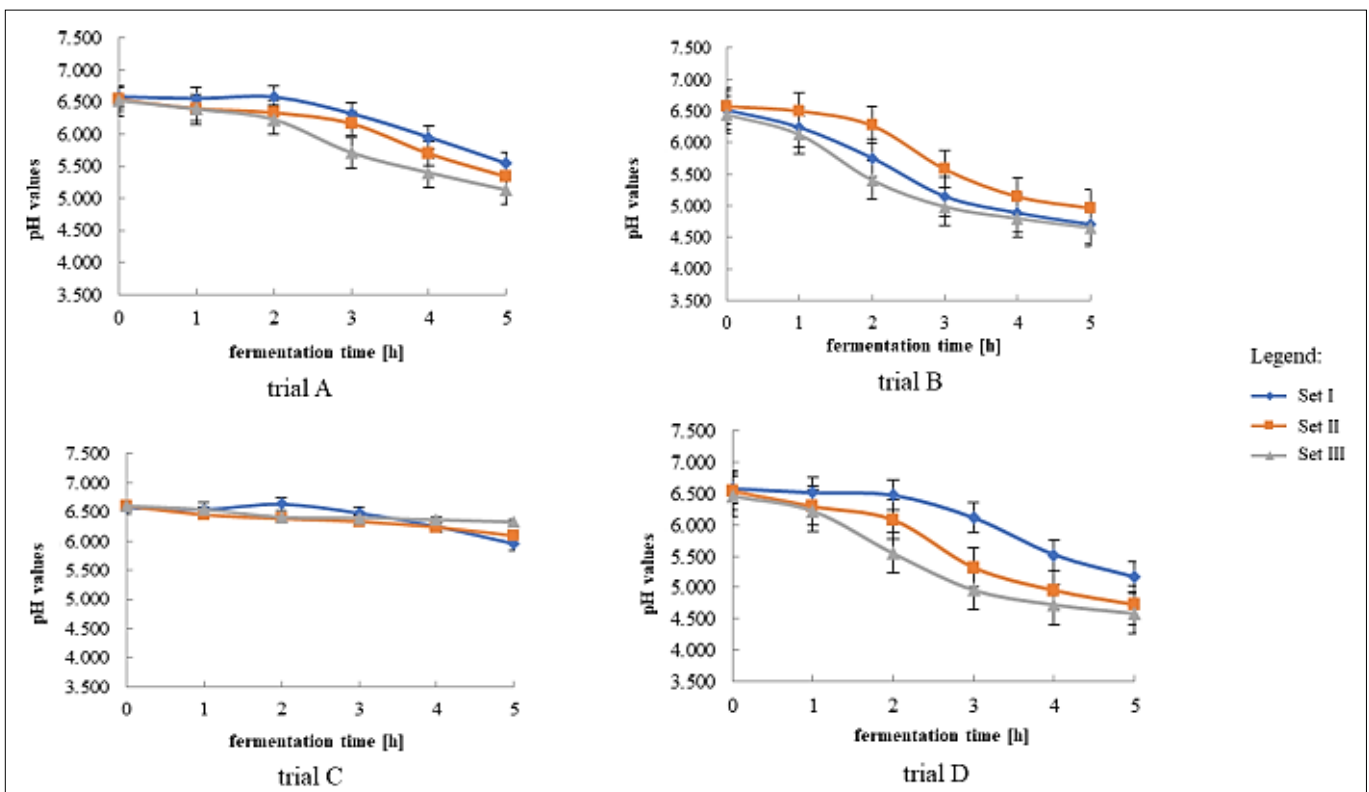 7.500
7.000
6.500
6.000
5.500
5.000
4.500
4.000
3.500
pH values
0 1 2 3 4 5
fermentation time [h]
trial A
7.500
7.000
6.500
6.000
5.500
5.000
4.500
4.000
3.500
pH values
0 1 2 3 4 5
fermentation time [h]
trial B
Legend:
Set I
Set II
Set III
7.500
7.000
6.500
6.000
5.500
5.000
4.500
4.000
3.500
pH values
0 1 2 3 4 5
fermentation time [h]
trial C
7.500
7.000
6.500
6.000
5.500
5.000
4.500
4.000
3.500
pH values
0 1 2 3 4 5
fermentation time [h]
trial D